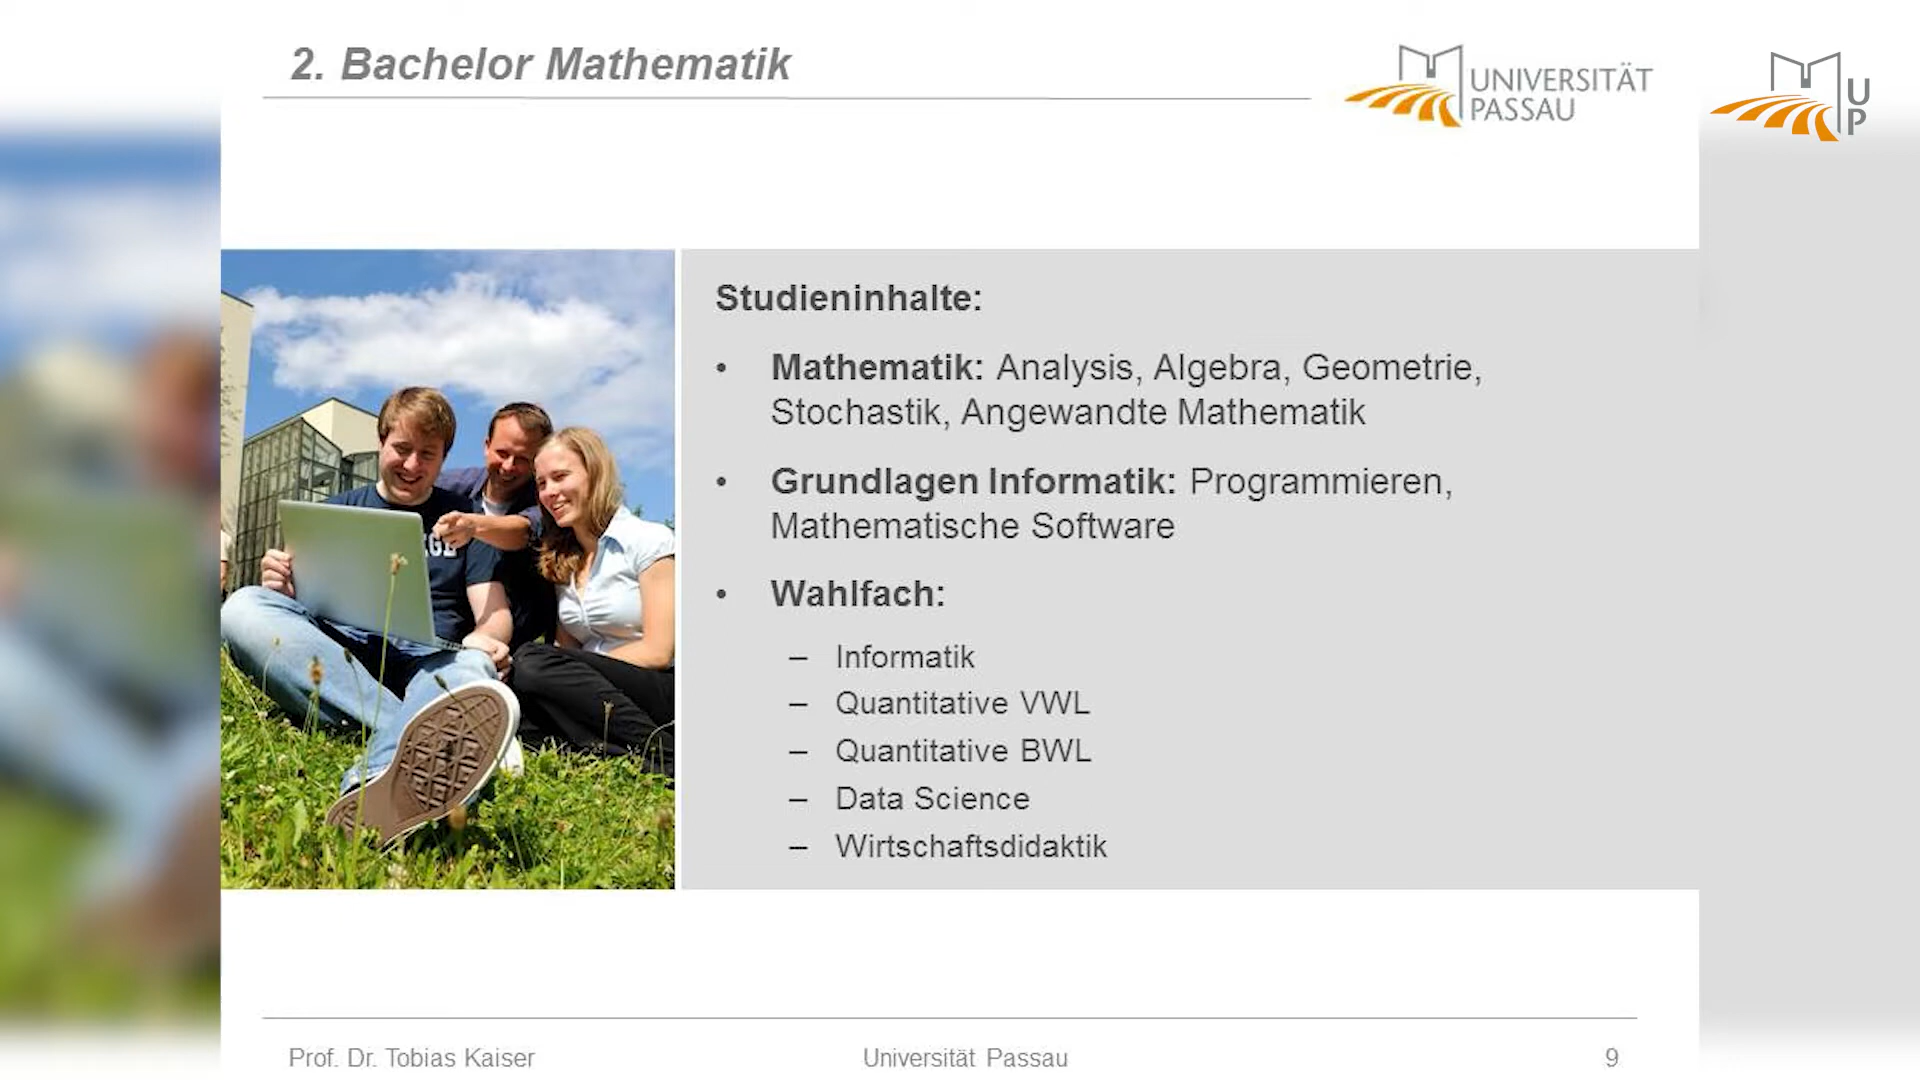 2. Bachelor Mathematik
UNIVERSITÄT
PASSAU
U
P
Studieninhalte:
• Mathematik: Analysis, Algebra, Geometrie,
Stochastik, Angewandte Mathematik
• Grundlagen Informatik: Programmieren,
Mathematische Software
• Wahlfach:
– Informatik
– Quantitative VWL
– Quantitative BWL
– Data Science
– Wirtschaftsdidaktik
Prof. Dr. Tobias Kaiser
Universität Passau
9